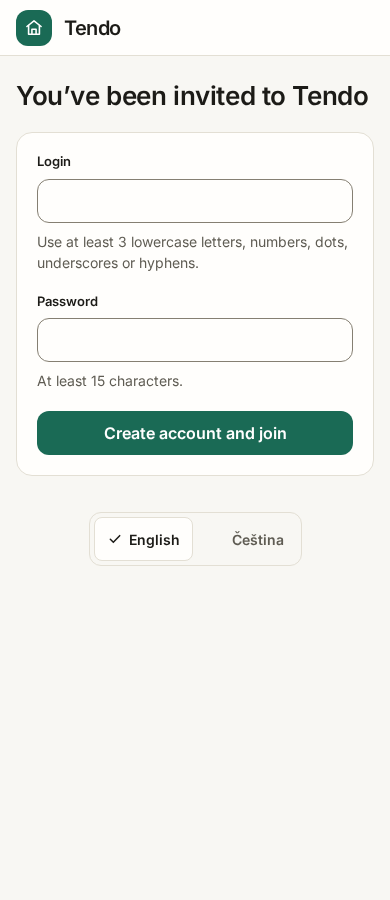 Tendo
You’ve been invited to Tendo
Login
Use at least 3 lowercase letters, numbers, dots,
underscores or hyphens.
Password
At least 15 characters.
Create account and join
English
Čeština